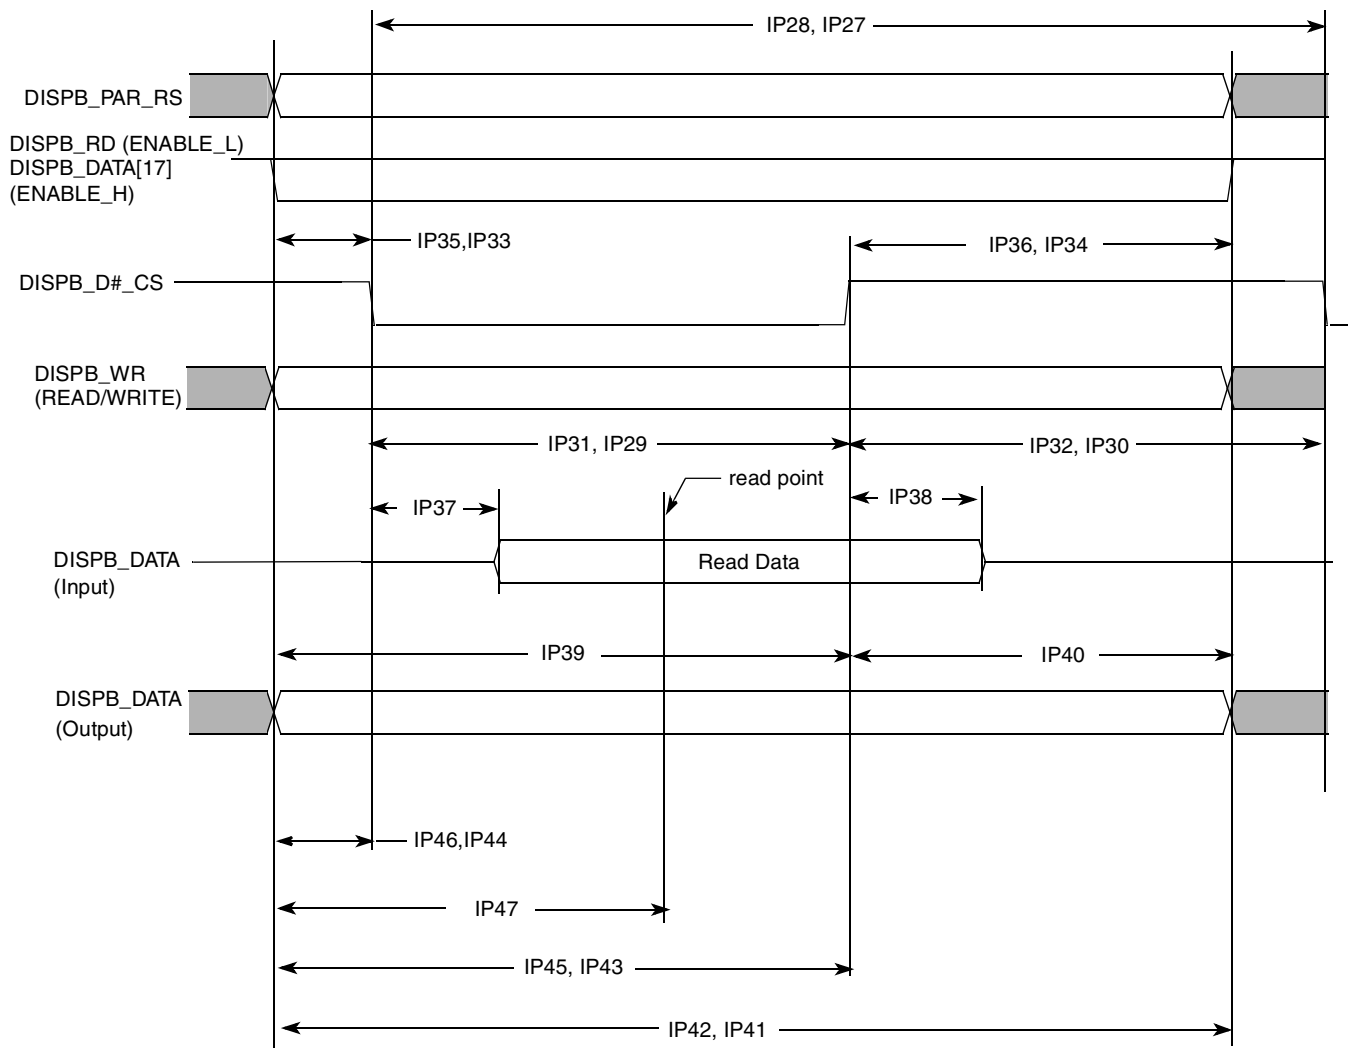 IP28, IP27
DISPB_PAR_RS
DISPB_RD (ENABLE_L)
DISPB_DATA[17]
(ENABLE_H)
IP35,IP33
IP36, IP34
DISPB_D#_CS
DISPB_WR
(READ/WRITE)
IP31, IP29
IP32, IP30
read point
IP37
IP38
DISPB_DATA
(Input)
Read Data
IP39
IP40
DISPB_DATA
(Output)
IP46,IP44
IP47
IP45, IP43
IP42, IP41